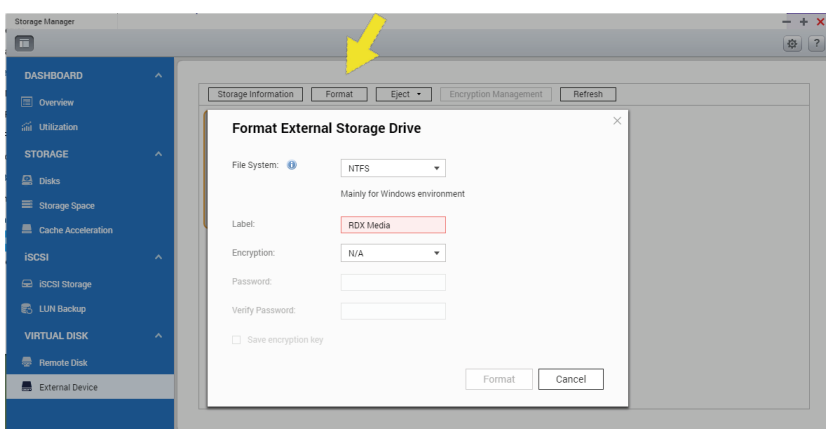 Storage Manager
DASHBOARD
Overview
Utilization
STORAGE
Disks
Storage Space
Cache Acceleration
iSCSI
iSCSI Storage
LUN Backup
VIRTUAL DISK
Remote Disk
External Device
Storage Information Format Eject Encryption Management Refresh
Format External Storage Drive
File System: NTFS
Mainly for Windows environment
Label: RDX Media
Encryption: N/A
Password:
Verify Password:
Save encryption key
Format Cancel